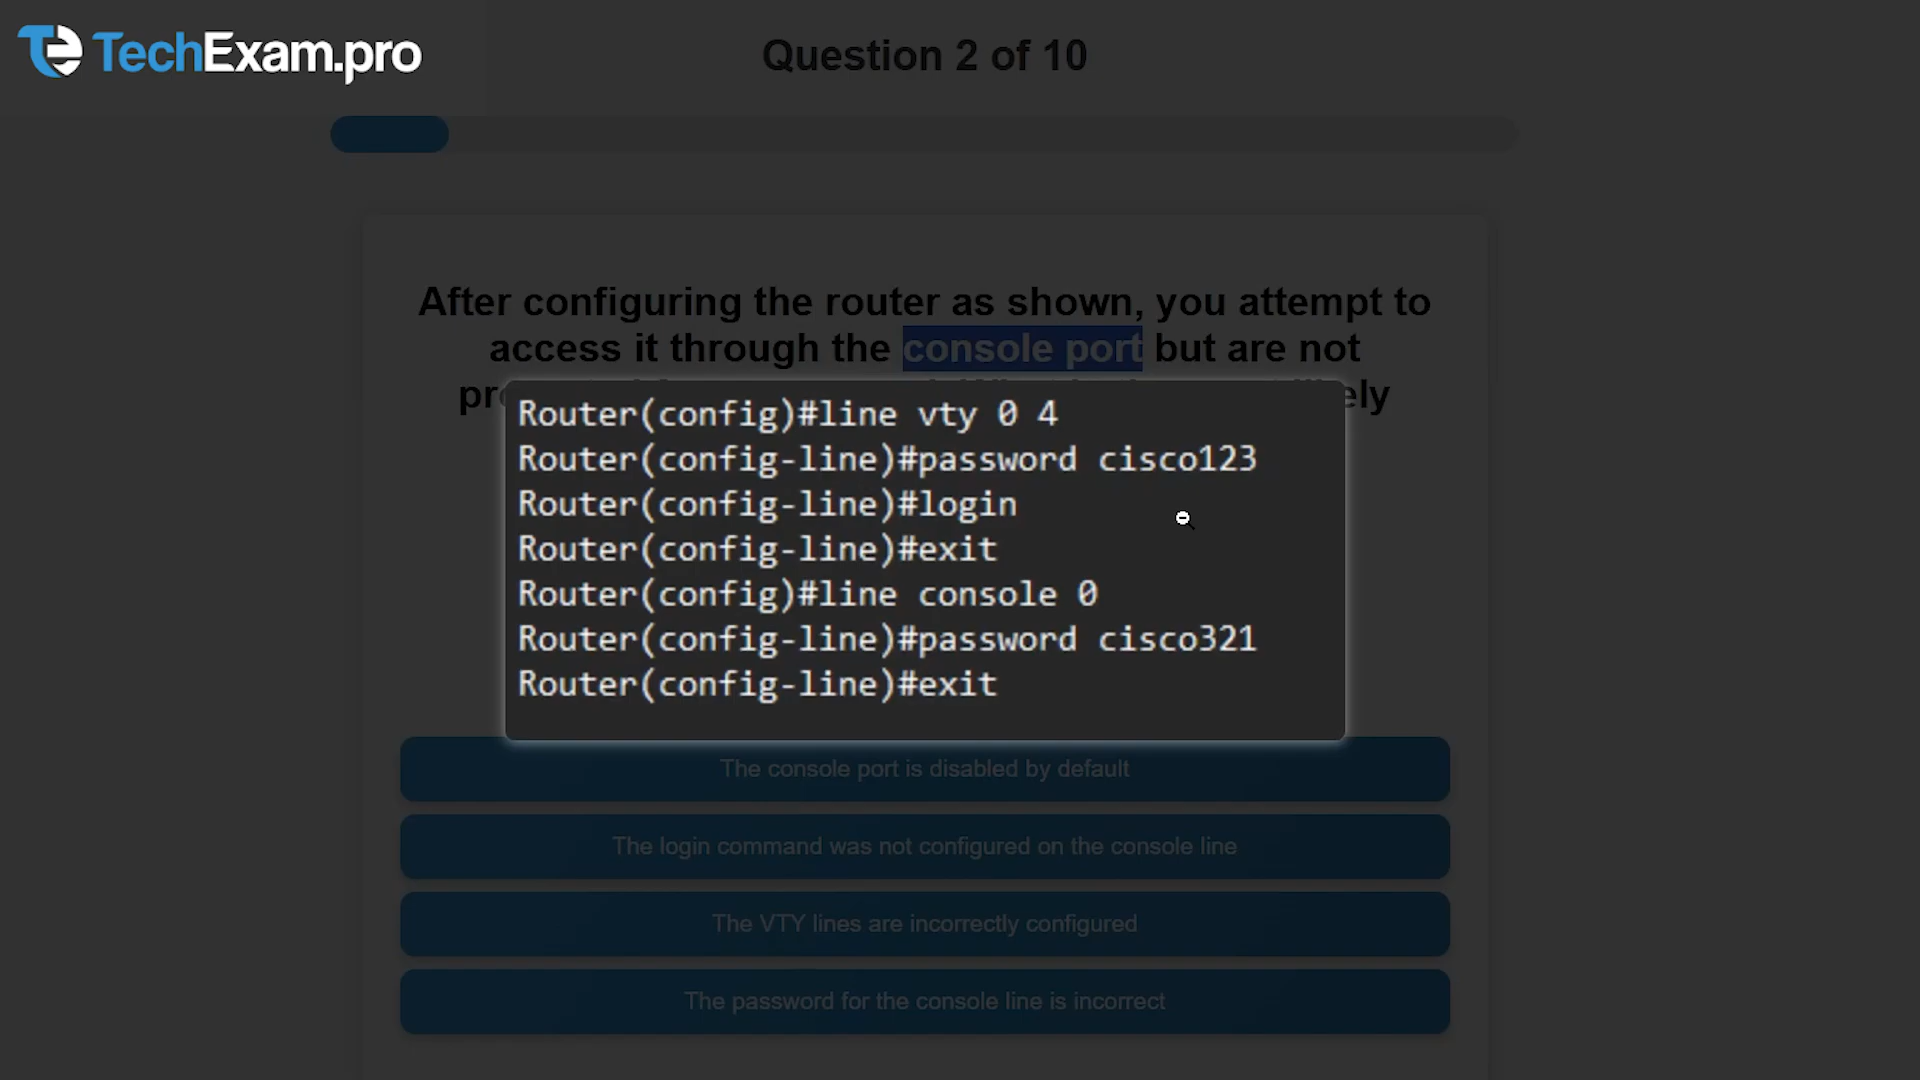 TechExam.pro
Question 2 of 10
After configuring the router as shown, you attempt to
access it through the console port but are not
Router(config)#line vty 0 4
Router(config-line)#password cisco123
Router(config-line)#login
Router(config-line)#exit
Router(config)#line console 0
Router(config-line)#password cisco321
Router(config-line)#exit
The console port is disabled by default
The login command was not configured on the console line
The VTY lines are incorrectly configured
The password for the console line is incorrect